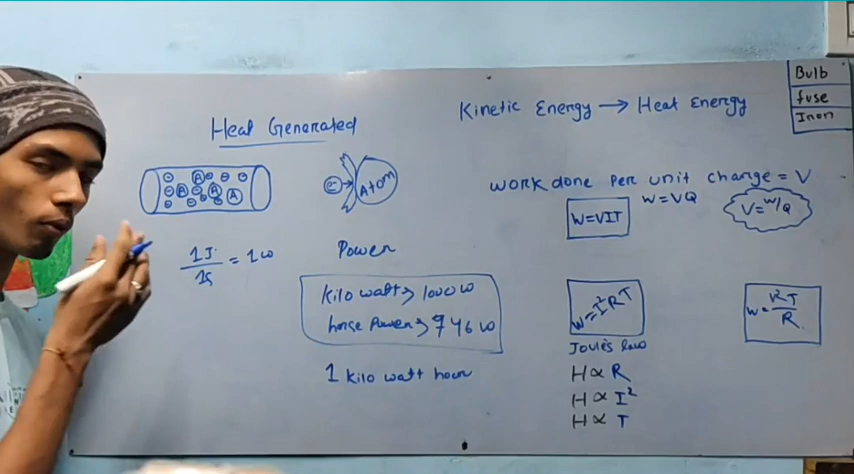 Heat Generated
Kinetic Energy → Heat Energy
Bulb
fuse
Iron
e⁻ → Atom
A A A A
1J / 1s = 1w
Power
Kilo watt > 1000 w
horse Power > 746 w
1 kilo watt hour
work done Per unit charge = V
W = VQ
V = W/Q
W = VIT
W = I²RT
Joule's law
H ∝ R
H ∝ I²
H ∝ T
W = V²T / R